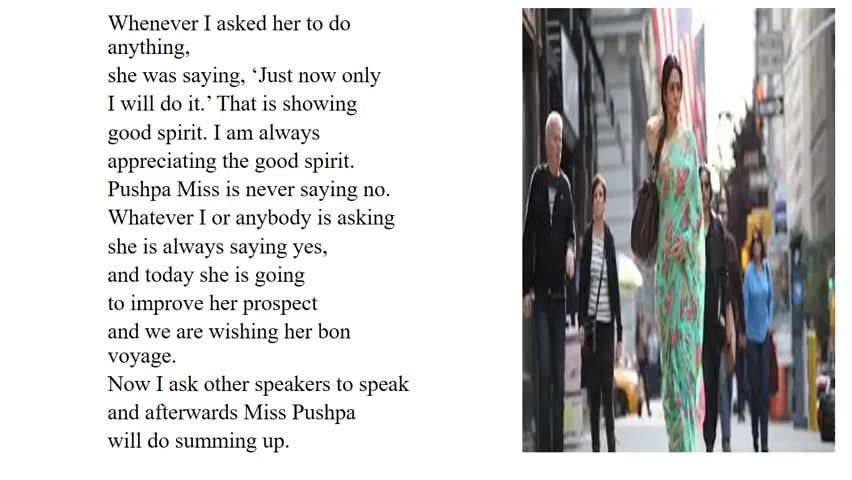 Whenever I asked her to do
anything,
she was saying, ‘Just now only
I will do it.’ That is showing
good spirit. I am always
appreciating the good spirit.
Pushpa Miss is never saying no.
Whatever I or anybody is asking
she is always saying yes,
and today she is going
to improve her prospect
and we are wishing her bon
voyage.
Now I ask other speakers to speak
and afterwards Miss Pushpa
will do summing up.